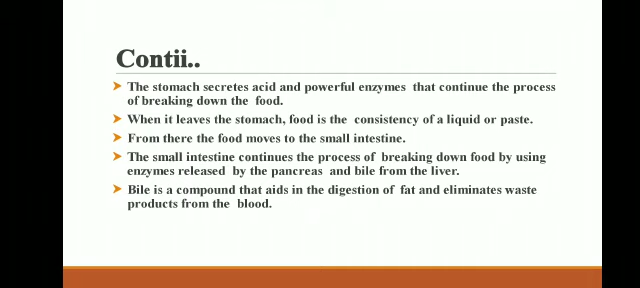 Contii..
The stomach secretes acid and powerful enzymes that continue the process
of breaking down the food.
When it leaves the stomach, food is the consistency of a liquid or paste.
From there the food moves to the small intestine.
The small intestine continues the process of breaking down food by using
enzymes released by the pancreas and bile from the liver.
Bile is a compound that aids in the digestion of fat and eliminates waste
products from the blood.